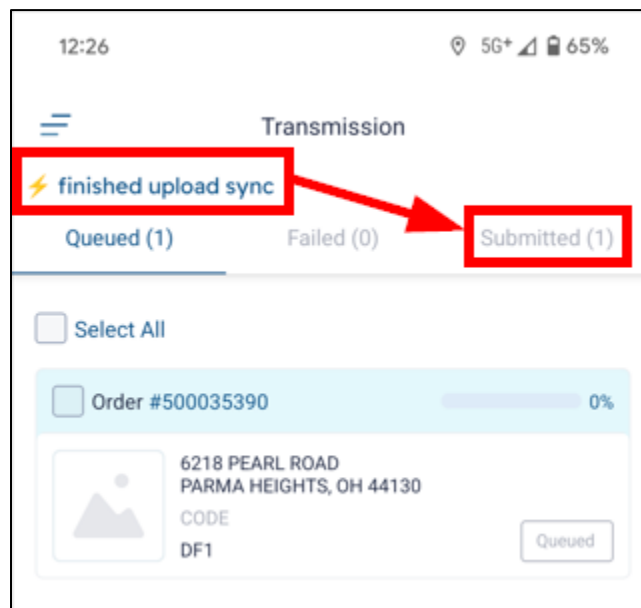 12:26 5G+ 65%
Transmission
⚡ finished upload sync
Queued (1) Failed (0) Submitted (1)
Select All
Order #500035390 0%
6218 PEARL ROAD
PARMA HEIGHTS, OH 44130
CODE
DF1
Queued